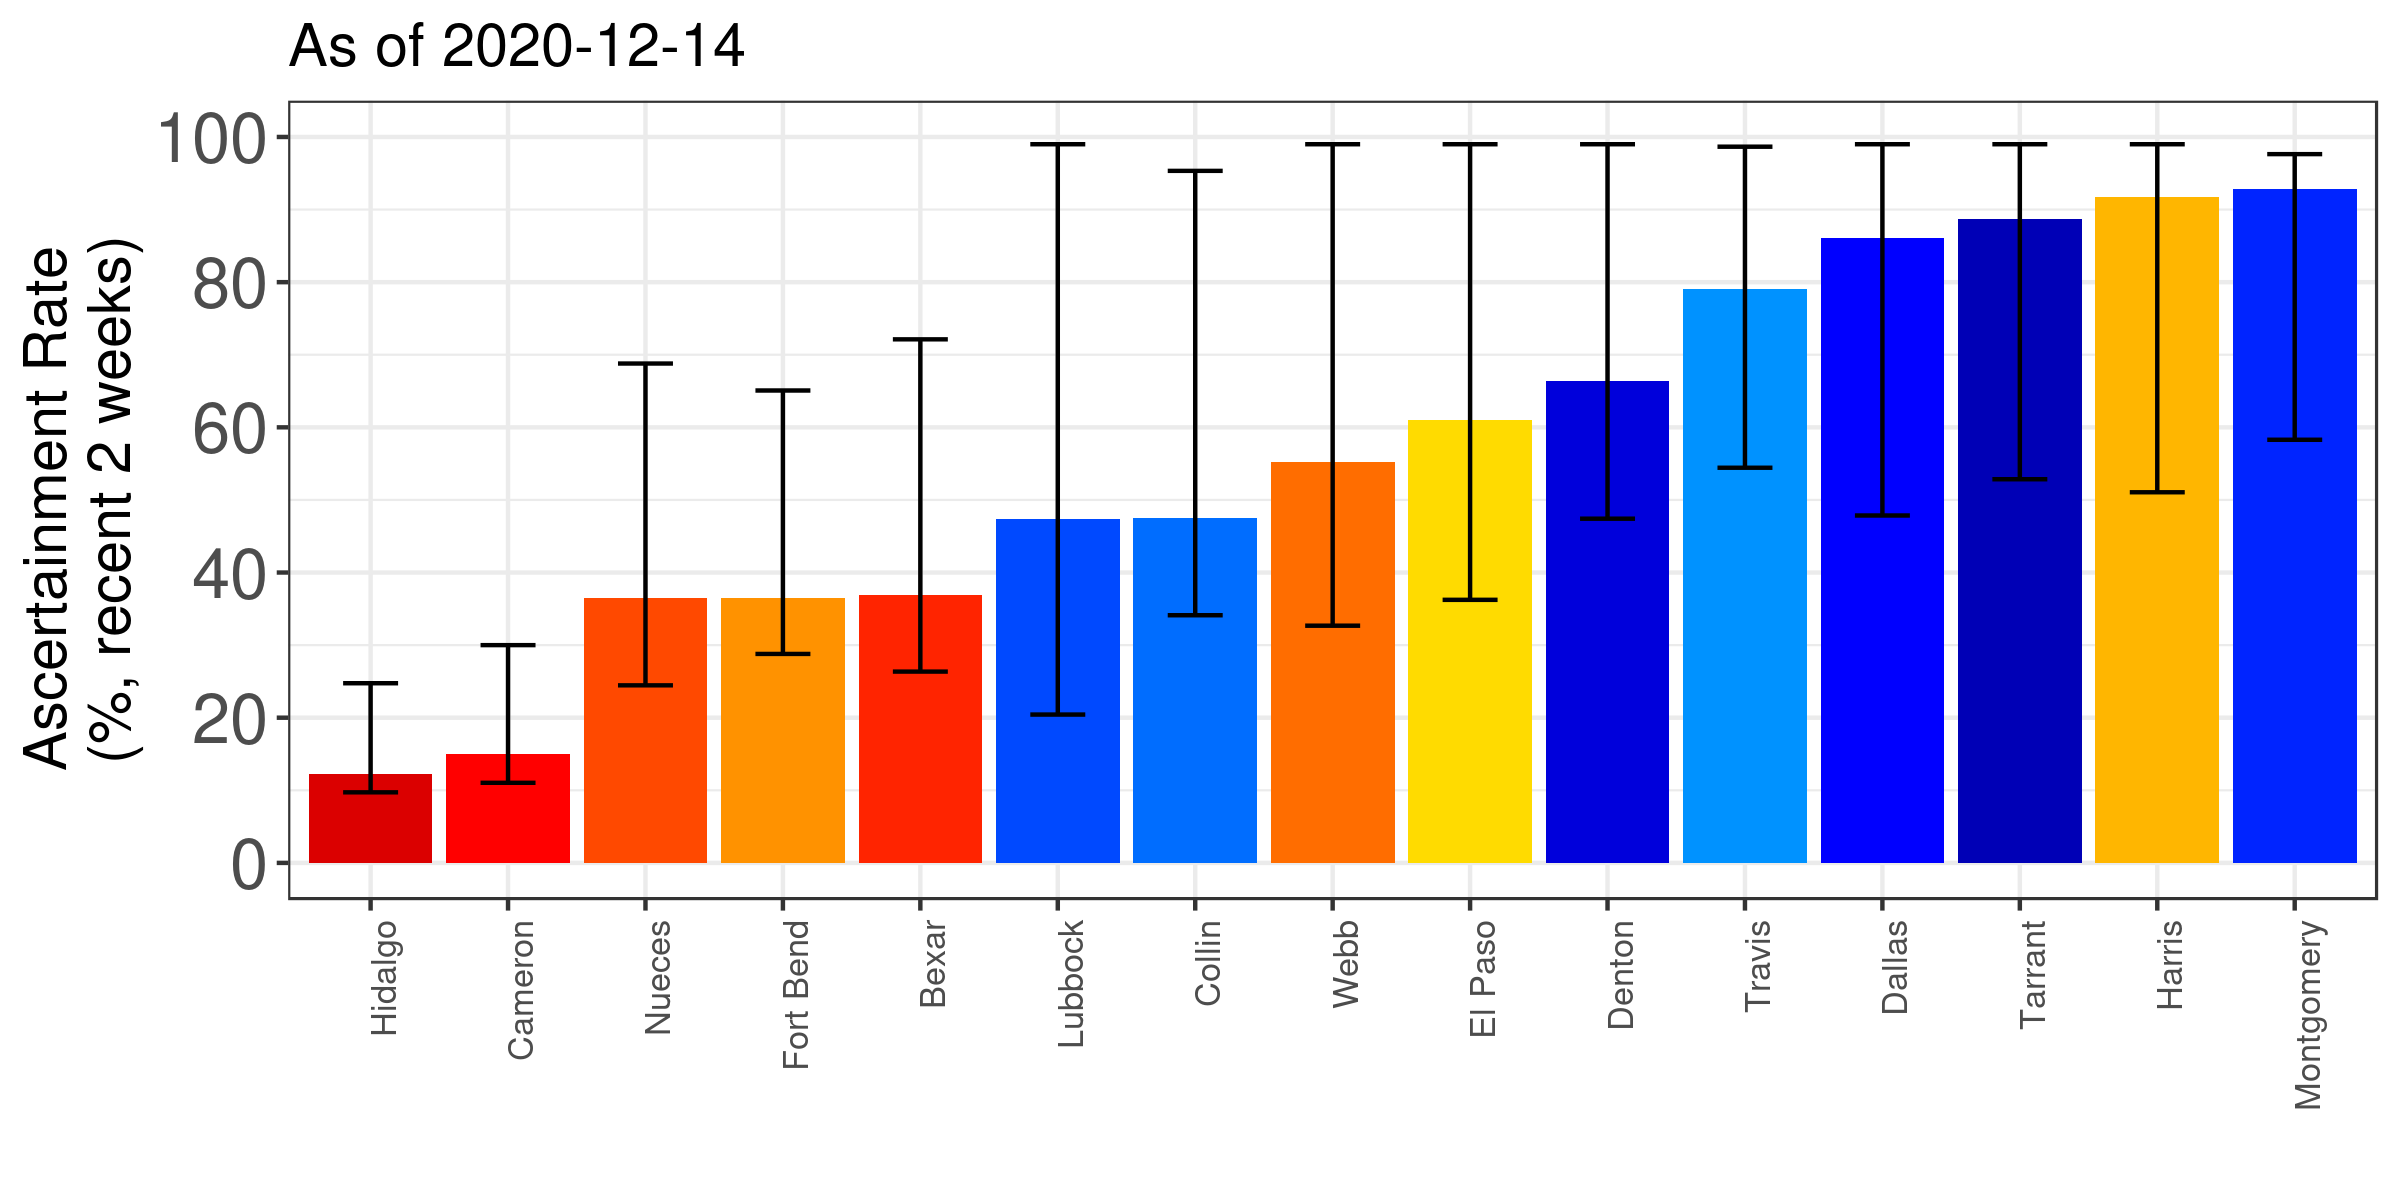 As of 2020-12-14
Ascertainment Rate
(%, recent 2 weeks)
100
80
60
40
20
0
Hidalgo
Cameron
Nueces
Fort Bend
Bexar
Lubbock
Collin
Webb
El Paso
Denton
Travis
Dallas
Tarrant
Harris
Montgomery